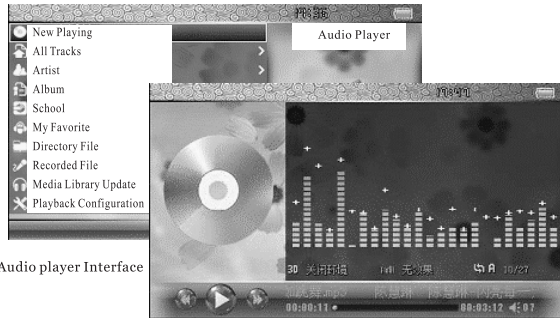 17:36
Audio Player
New Playing
All Tracks
Artist
Album
School
My Favorite
Directory File
Recorded File
Media Library Update
Playback Configuration
Audio player Interface
3D 关闭环境 无效果 A 10/27
00:00:11 00:03:12 07